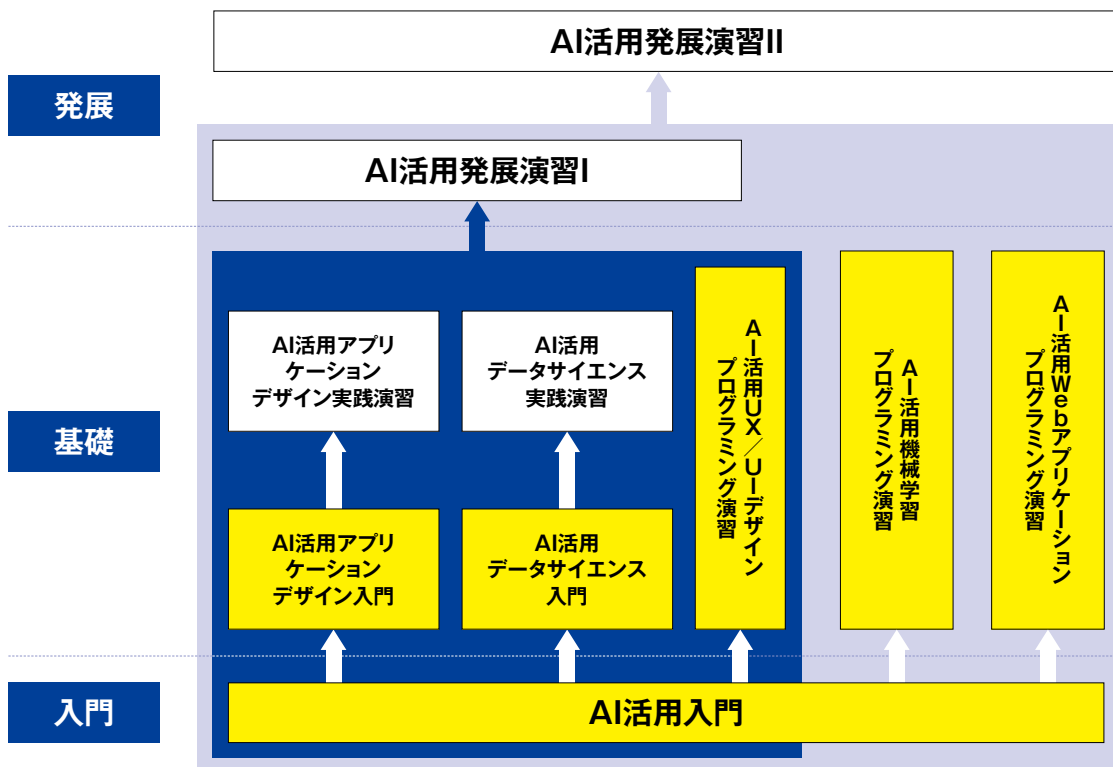 AI活用発展演習II
発展
AI活用発展演習I
基礎
AI活用アプリ
ケーション
デザイン実践演習
AI活用
データサイエンス
実践演習
AI活用UX／UIデザイン
プログラミング演習
AI活用機械学習
プログラミング演習
AI活用Webアプリケーション
プログラミング演習
AI活用アプリ
ケーション
デザイン入門
AI活用
データサイエンス
入門
入門
AI活用入門